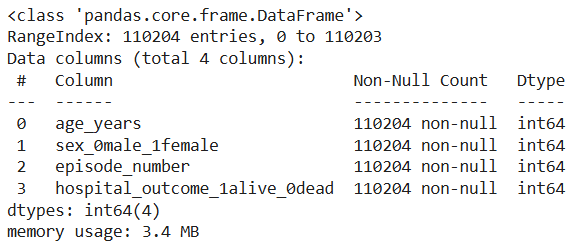 <class 'pandas.core.frame.DataFrame'>
RangeIndex: 110204 entries, 0 to 110203
Data columns (total 4 columns):
 #   Column                        Non-Null Count   Dtype
---  ------                        --------------   -----
 0   age_years                     110204 non-null  int64
 1   sex_0male_1female             110204 non-null  int64
 2   episode_number                110204 non-null  int64
 3   hospital_outcome_1alive_0dead 110204 non-null  int64
dtypes: int64(4)
memory usage: 3.4 MB